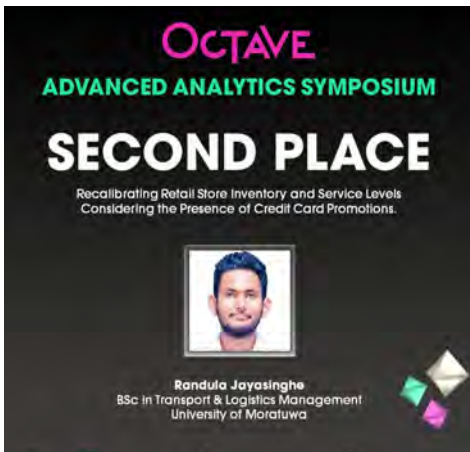 OCTAVE
ADVANCED ANALYTICS SYMPOSIUM
SECOND PLACE
Recalibrating Retail Store Inventory and Service Levels
Considering the Presence of Credit Card Promotions.
Randula Jayasinghe
BSc in Transport & Logistics Management
University of Moratuwa